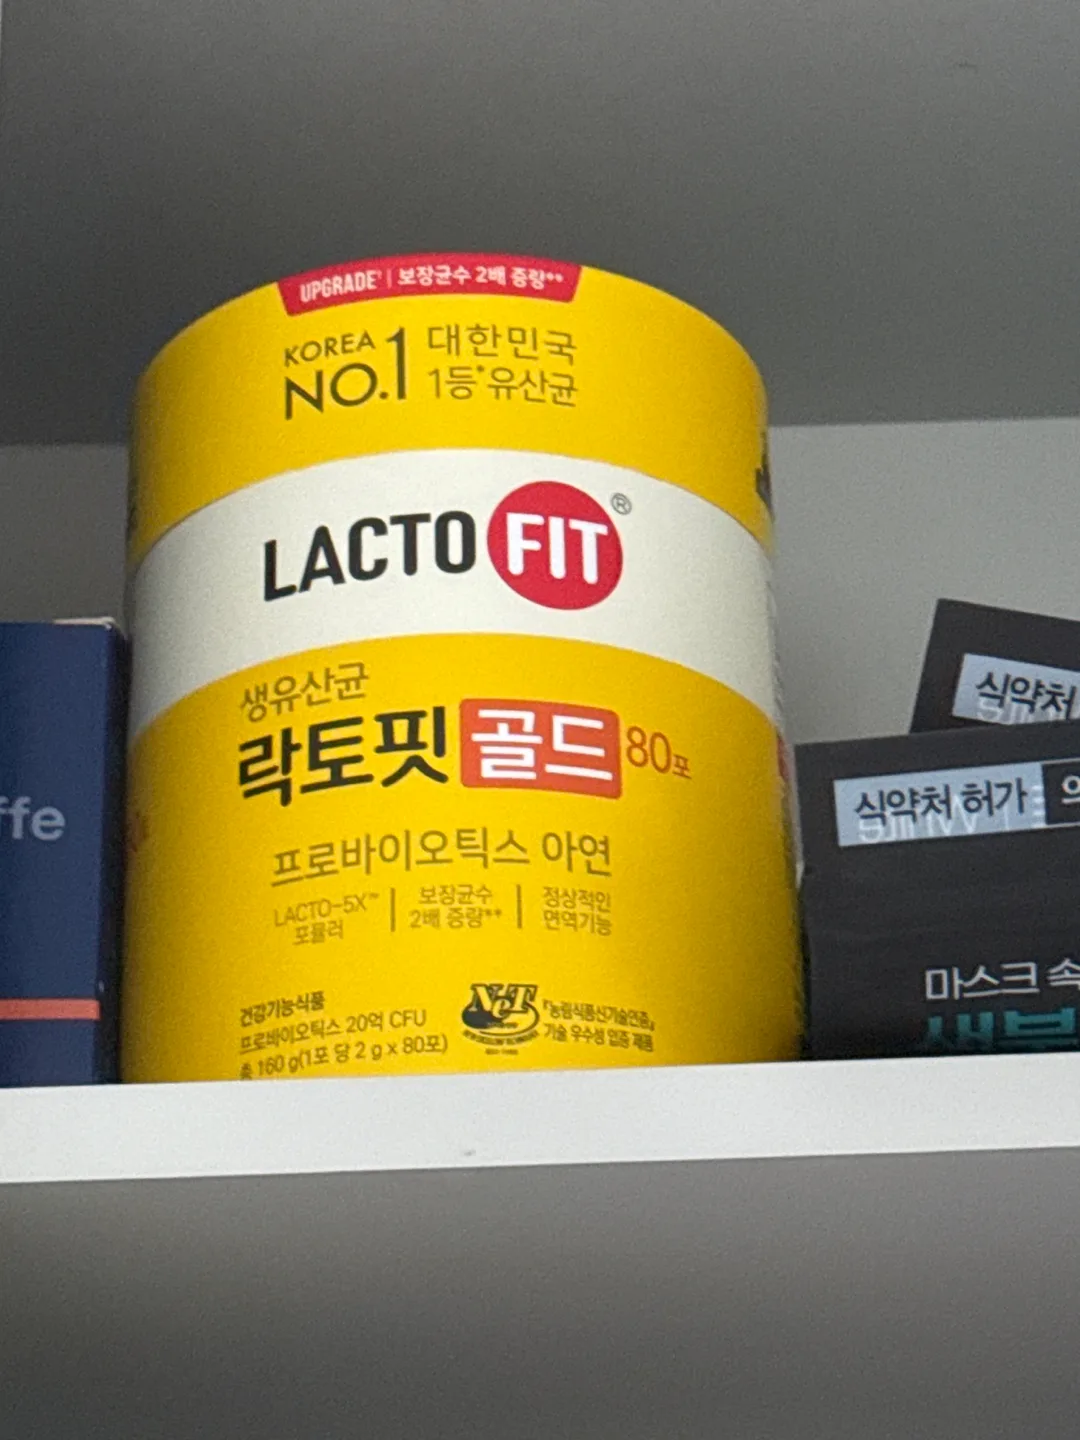 UPGRADE | 보장균수 2배 증량**
KOREA NO.1
대한민국
1등*유산균
LACTO FIT®
생유산균
락토핏 골드 80포
프로바이오틱스 아연
LACTO-5X™
포뮬러
보장균수
2배 증량**
정상적인
면역기능
건강기능식품
프로바이오틱스 20억 CFU
총 160 g(1포 당 2 g x 80포)
NeT
『농림식품신기술인증』
기술 우수성 입증 제품
ffe
식약처
식약처 허가
마스크 속